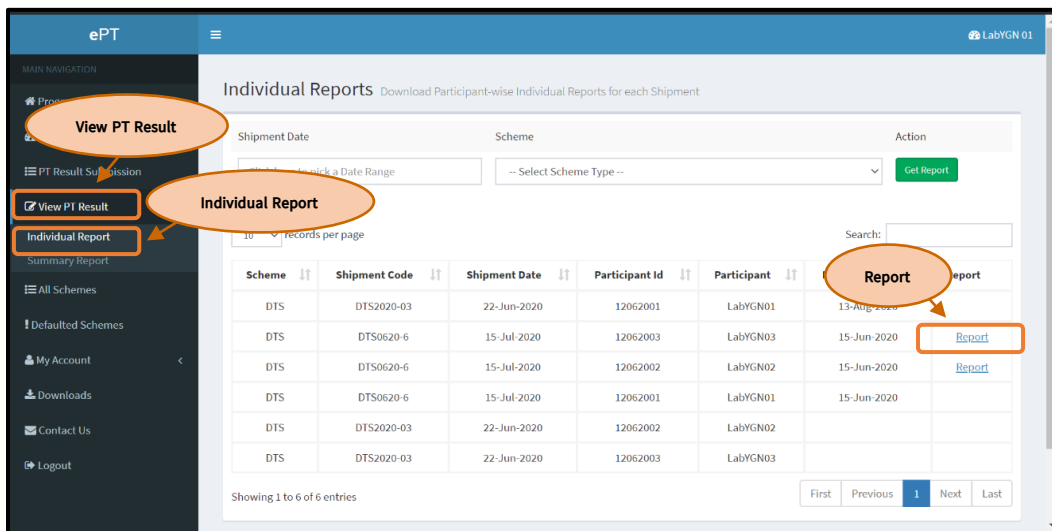 ePT
LabYGN 01
MAIN NAVIGATION
View PT Result
PT Result Submission
View PT Result
Individual Report
Summary Report
All Schemes
Defaulted Schemes
My Account
Downloads
Contact Us
Logout
Individual Reports Download Participant-wise Individual Reports for each Shipment
Shipment Date Scheme Action
pick a Date Range -- Select Scheme Type -- Get Report
Individual Report
10 records per page Search:
Report
Scheme Shipment Code Shipment Date Participant Id Participant Report
DTS DTS2020-03 22-Jun-2020 12062001 LabYGN01 13-Aug-2020
DTS DTS0620-6 15-Jul-2020 12062003 LabYGN03 15-Jun-2020 Report
DTS DTS0620-6 15-Jul-2020 12062002 LabYGN02 15-Jun-2020 Report
DTS DTS0620-6 15-Jul-2020 12062001 LabYGN01 15-Jun-2020
DTS DTS2020-03 22-Jun-2020 12062002 LabYGN02
DTS DTS2020-03 22-Jun-2020 12062003 LabYGN03
Showing 1 to 6 of 6 entries First Previous 1 Next Last